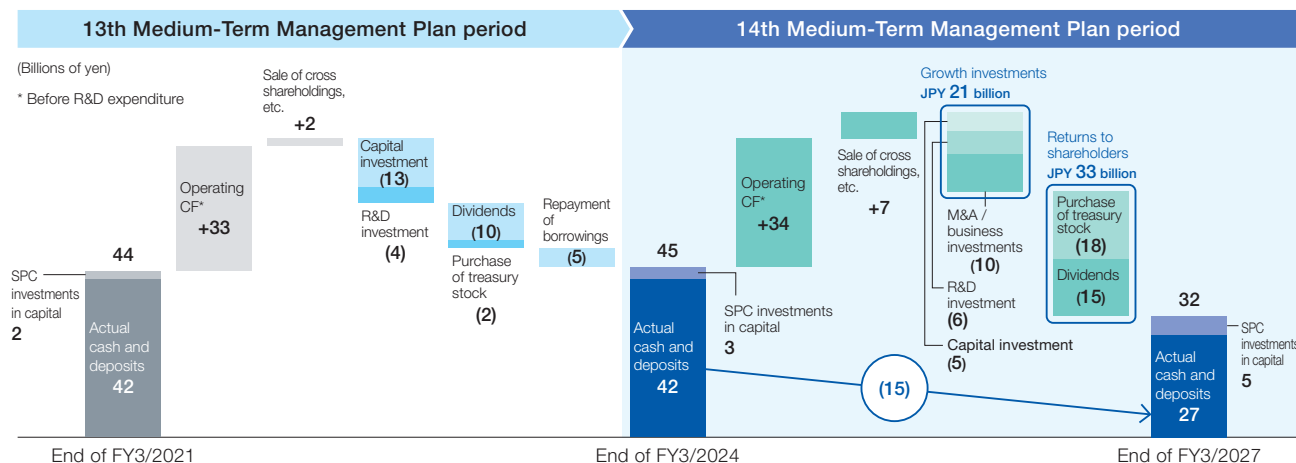 13th Medium-Term Management Plan period
14th Medium-Term Management Plan period
(Billions of yen)
* Before R&D expenditure
SPC
investments
in capital
2
44
Actual
cash and
deposits
42
Operating
CF*
+33
Sale of cross
shareholdings,
etc.
+2
Capital
investment
(13)
R&D
investment
(4)
Dividends
(10)
Purchase
of treasury
stock
(2)
Repayment
of
borrowings
(5)
45
Actual
cash and
deposits
42
SPC investments
in capital
3
Operating
CF*
+34
Sale of cross
shareholdings,
etc.
+7
Growth investments
JPY 21 billion
M&A /
business
investments
(10)
R&D
investment
(6)
Capital investment
(5)
Returns to
shareholders
JPY 33 billion
Purchase
of treasury
stock
(18)
Dividends
(15)
(15)
32
Actual
cash and
deposits
27
SPC
investments
in capital
5
End of FY3/2021
End of FY3/2024
End of FY3/2027